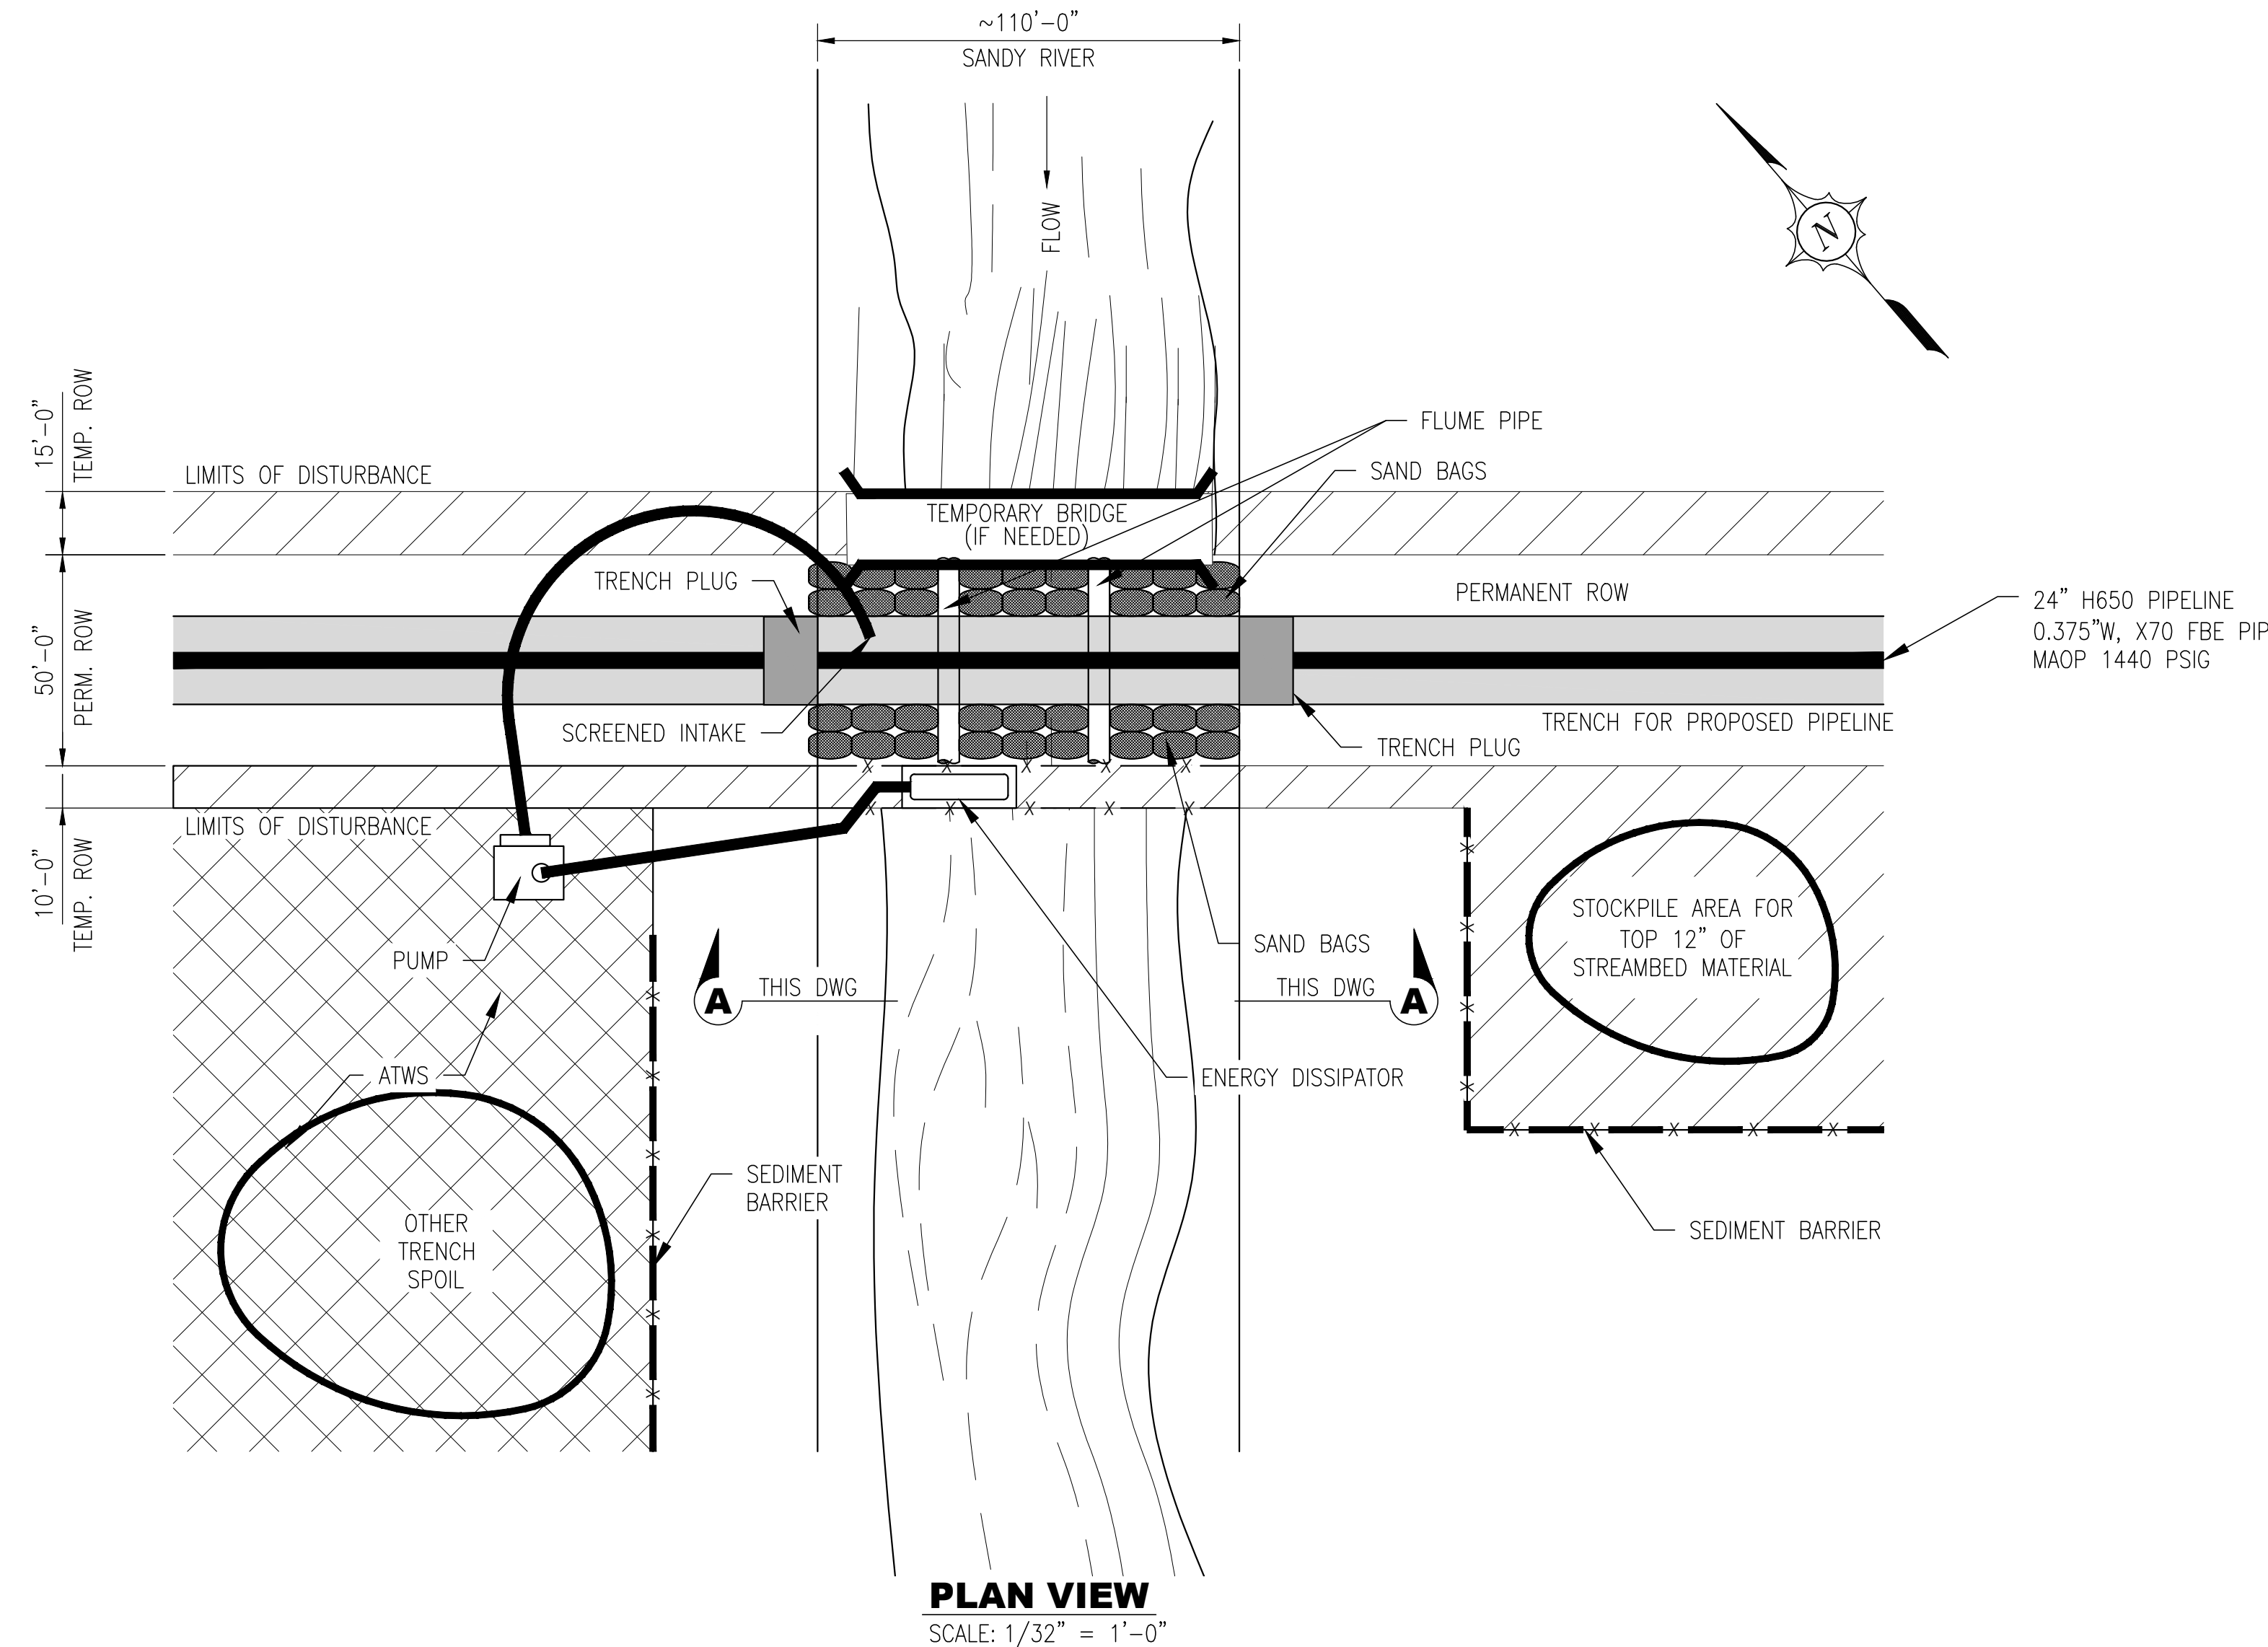 ~110'-0"
SANDY RIVER
FLOW
N
15'-0"
TEMP. ROW
FLUME PIPE
SAND BAGS
LIMITS OF DISTURBANCE
TEMPORARY BRIDGE
(IF NEEDED)
TRENCH PLUG
PERMANENT ROW
24" H650 PIPELINE
0.375"W, X70 FBE PIP
MAOP 1440 PSIG
50'-0"
PERM. ROW
SCREENED INTAKE
TRENCH FOR PROPOSED PIPELINE
TRENCH PLUG
LIMITS OF DISTURBANCE
10'-0"
TEMP. ROW
STOCKPILE AREA FOR
TOP 12" OF
STREAMBED MATERIAL
PUMP
SAND BAGS
A
THIS DWG
THIS DWG
A
ATWS
ENERGY DISSIPATOR
SEDIMENT
BARRIER
OTHER
TRENCH
SPOIL
SEDIMENT BARRIER
PLAN VIEW
SCALE: 1/32" = 1'-0"